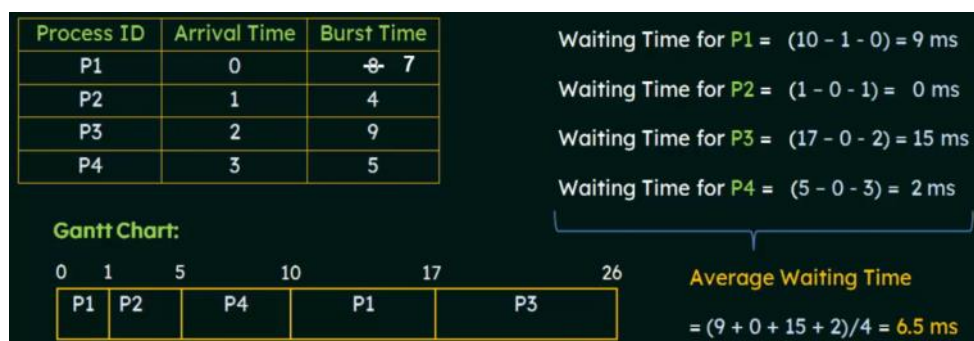 Process ID Arrival Time Burst Time
P1 0 8 7
P2 1 4
P3 2 9
P4 3 5
Waiting Time for P1 = (10 – 1 - 0) = 9 ms
Waiting Time for P2 = (1 – 0 - 1) = 0 ms
Waiting Time for P3 = (17 – 0 - 2) = 15 ms
Waiting Time for P4 = (5 – 0 - 3) = 2 ms
Gantt Chart:
0 1 5 10 17 26
P1 P2 P4 P1 P3
Average Waiting Time
= (9 + 0 + 15 + 2)/4 = 6.5 ms